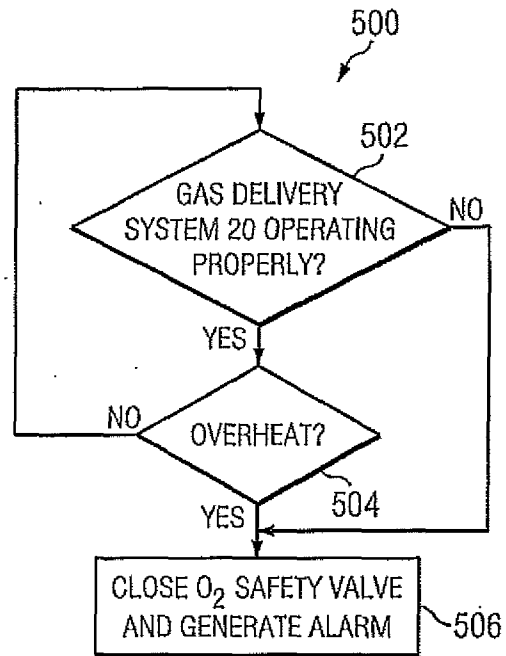 500
502
GAS DELIVERY
SYSTEM 20 OPERATING
PROPERLY?
NO
YES
NO
OVERHEAT?
504
YES
CLOSE O2 SAFETY VALVE
AND GENERATE ALARM
506